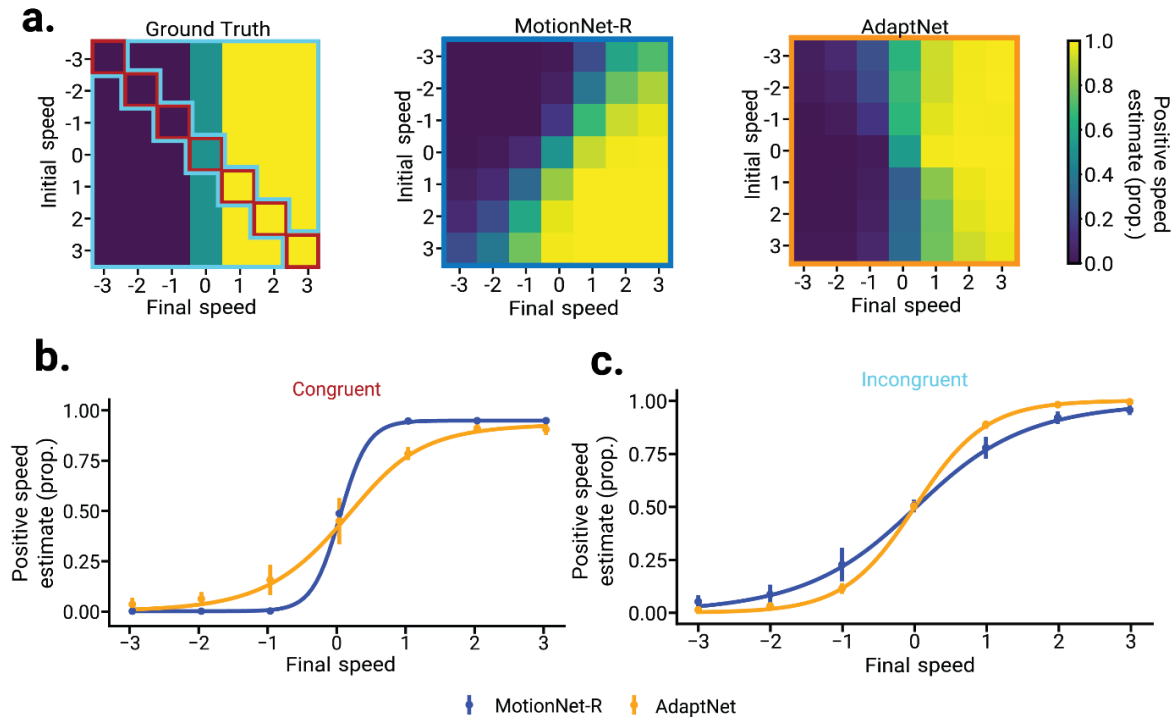 a.
Ground Truth
MotionNet-R
AdaptNet
Initial speed
-3
-2
-1
0
1
2
3
-3 -2 -1 0 1 2 3
Final speed
Initial speed
-3
-2
-1
0
1
2
3
-3 -2 -1 0 1 2 3
Final speed
Initial speed
-3
-2
-1
0
1
2
3
-3 -2 -1 0 1 2 3
Final speed
1.0
0.8
0.6
0.4
0.2
0.0
Positive speed
estimate (prop.)
b.
Congruent
Positive speed
estimate (prop.)
1.00
0.75
0.50
0.25
0.00
−3 −2 −1 0 1 2 3
Final speed
c.
Incongruent
Positive speed
estimate (prop.)
1.00
0.75
0.50
0.25
0.00
−3 −2 −1 0 1 2 3
Final speed
MotionNet-R AdaptNet